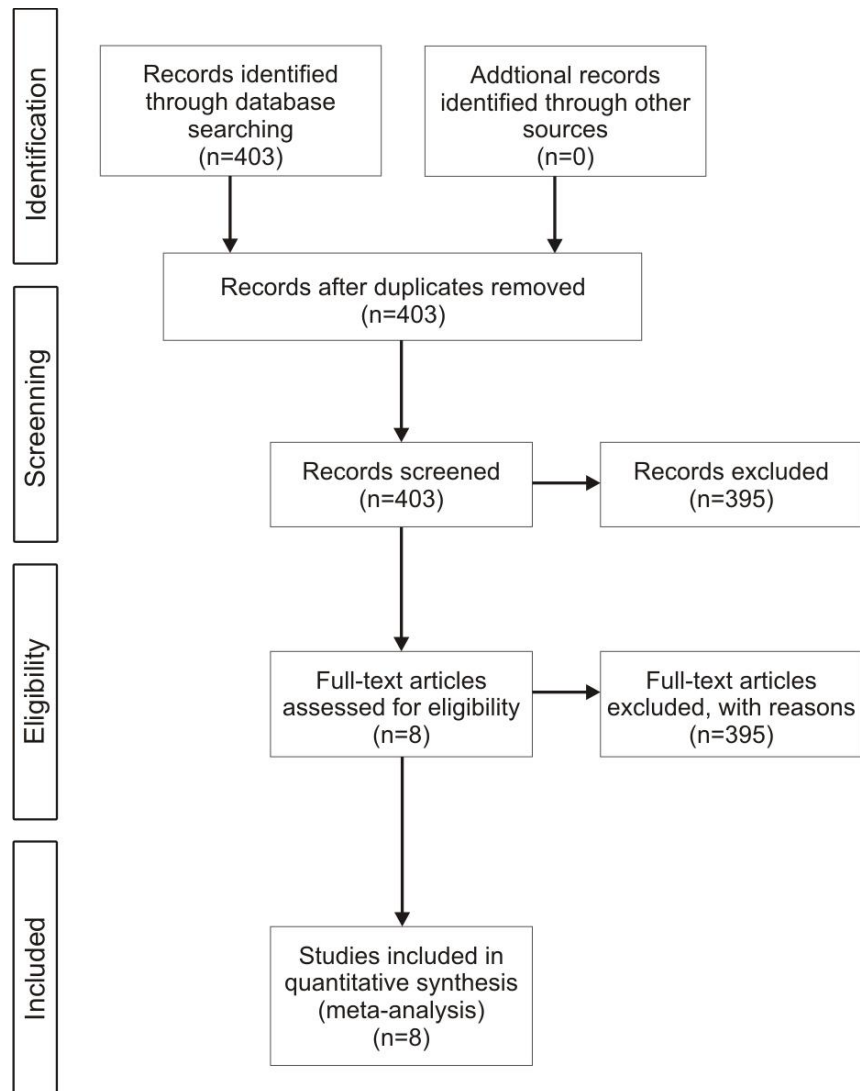 Identification
Records identified
through database
searching
(n=403)
Addtional records
identified through other
sources
(n=0)
Records after duplicates removed
(n=403)
Screenning
Records screened
(n=403)
Records excluded
(n=395)
Eligibility
Full-text articles
assessed for eligibility
(n=8)
Full-text articles
excluded, with reasons
(n=395)
Included
Studies included in
quantitative synthesis
(meta-analysis)
(n=8)